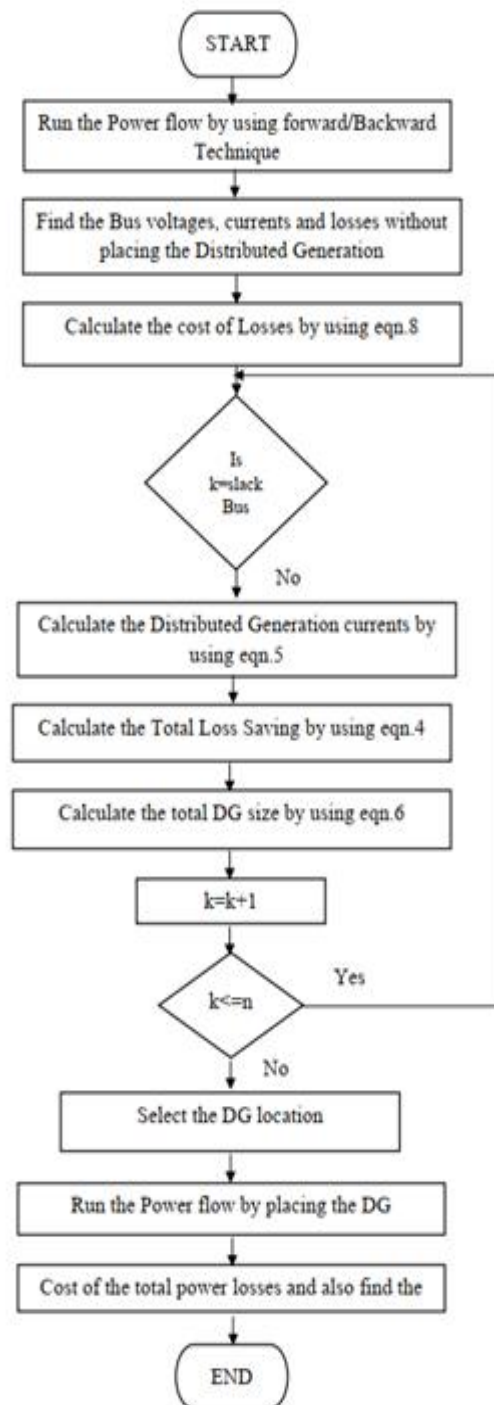 START
Run the Power flow by using forward/Backward
Technique
Find the Bus voltages, currents and losses without
placing the Distributed Generation
Calculate the cost of Losses by using eqn.8
Is
k=slack
Bus
No
Calculate the Distributed Generation currents by
using eqn.5
Calculate the Total Loss Saving by using eqn.4
Calculate the total DG size by using eqn.6
k=k+1
k<=n
Yes
No
Select the DG location
Run the Power flow by placing the DG
Cost of the total power losses and also find the
END